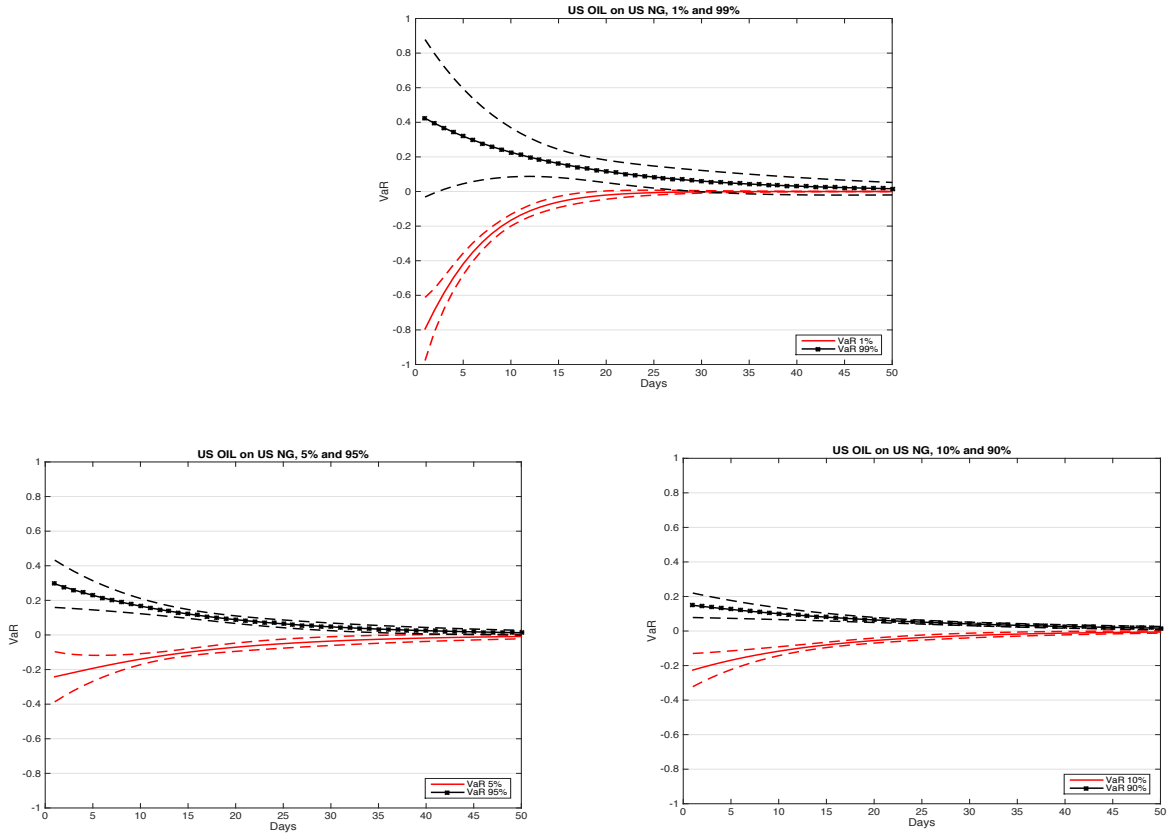 US OIL on US NG, 1% and 99%
1
0.8
0.6
0.4
0.2
0
-0.2
-0.4
-0.6
-0.8
-1
VaR
0 5 10 15 20 25 30 35 40 45 50
Days
VaR 1%
VaR 99%
US OIL on US NG, 5% and 95%
1
0.8
0.6
0.4
0.2
0
-0.2
-0.4
-0.6
-0.8
-1
VaR
0 5 10 15 20 25 30 35 40 45 50
Days
VaR 5%
VaR 95%
US OIL on US NG, 10% and 90%
1
0.8
0.6
0.4
0.2
0
-0.2
-0.4
-0.6
-0.8
-1
VaR
0 5 10 15 20 25 30 35 40 45 50
Days
VaR 10%
VaR 90%